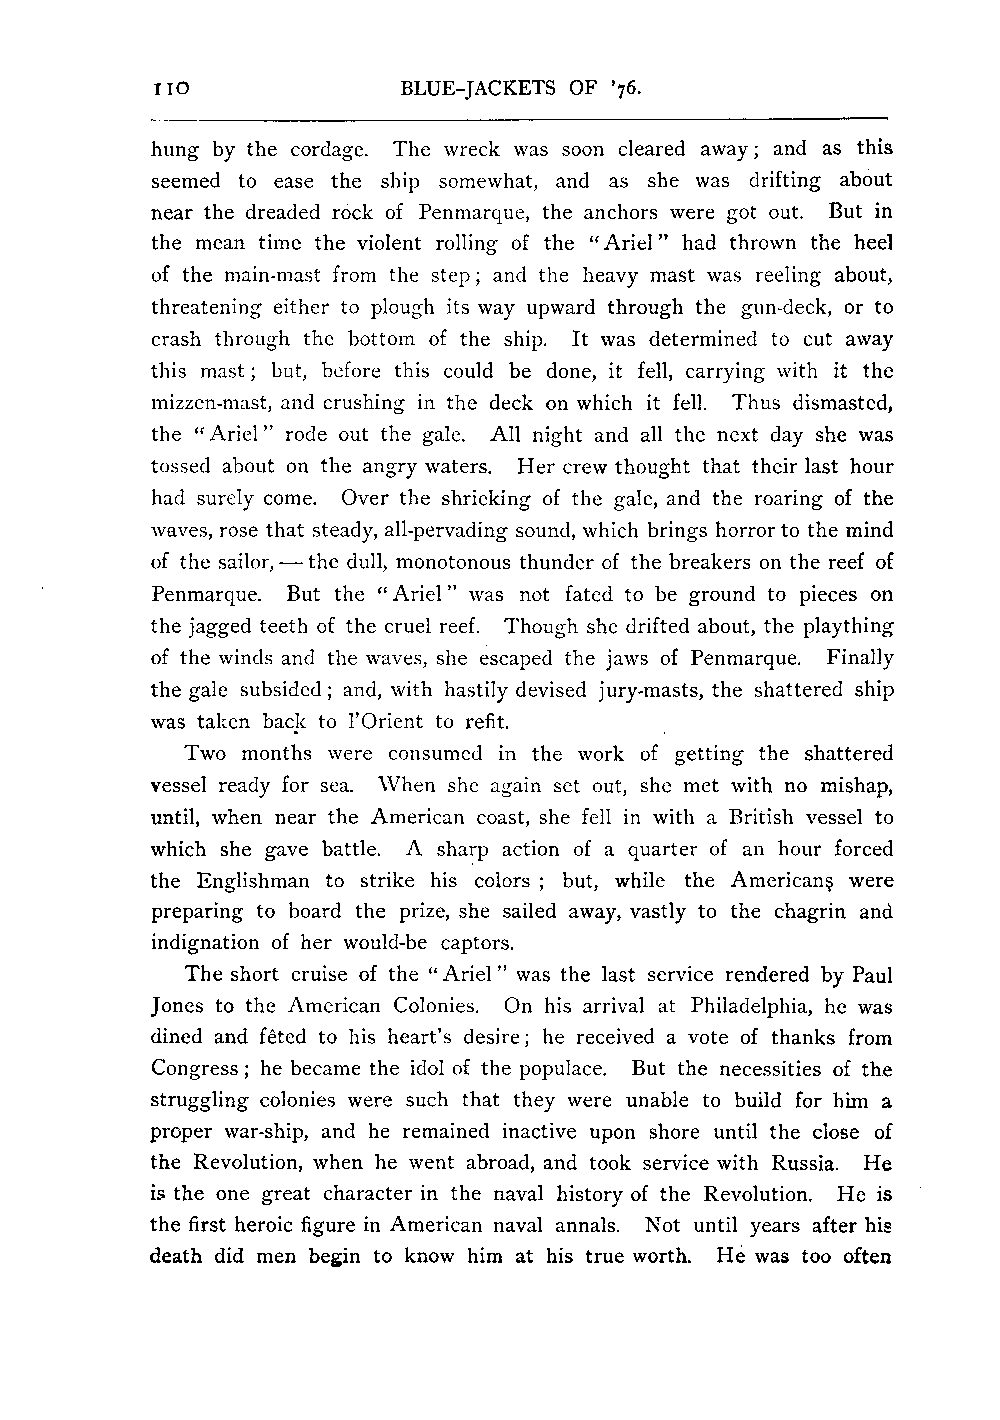 110 BLUE-JACKETS OF '76.
hung by the cordage. The wreck was soon cleared away; and as this
seemed to ease the ship somewhat, and as she was drifting about
near the dreaded rock of Penmarque, the anchors were got out. But in
the mean time the violent rolling of the "Ariel" had thrown the heel
of the main-mast from the step; and the heavy mast was reeling about,
threatening either to plough its way upward through the gun-deck, or to
crash through the bottom of the ship. It was determined to cut away
this mast; but, before this could be done, it fell, carrying with it the
mizzen-mast, and crushing in the deck on which it fell. Thus dismasted,
the "Ariel" rode out the gale. All night and all the next day she was
tossed about on the angry waters. Her crew thought that their last hour
had surely come. Over the shrieking of the gale, and the roaring of the
waves, rose that steady, all-pervading sound, which brings horror to the mind
of the sailor, — the dull, monotonous thunder of the breakers on the reef of
Penmarque. But the "Ariel" was not fated to be ground to pieces on
the jagged teeth of the cruel reef. Though she drifted about, the plaything
of the winds and the waves, she escaped the jaws of Penmarque. Finally
the gale subsided; and, with hastily devised jury-masts, the shattered ship
was taken back to l'Orient to refit.
Two months were consumed in the work of getting the shattered
vessel ready for sea. When she again set out, she met with no mishap,
until, when near the American coast, she fell in with a British vessel to
which she gave battle. A sharp action of a quarter of an hour forced
the Englishman to strike his colors; but, while the Americans were
preparing to board the prize, she sailed away, vastly to the chagrin and
indignation of her would-be captors.
The short cruise of the "Ariel" was the last service rendered by Paul
Jones to the American Colonies. On his arrival at Philadelphia, he was
dined and fêted to his heart's desire; he received a vote of thanks from
Congress; he became the idol of the populace. But the necessities of the
struggling colonies were such that they were unable to build for him a
proper war-ship, and he remained inactive upon shore until the close of
the Revolution, when he went abroad, and took service with Russia. He
is the one great character in the naval history of the Revolution. He is
the first heroic figure in American naval annals. Not until years after his
death did men begin to know him at his true worth. He was too often